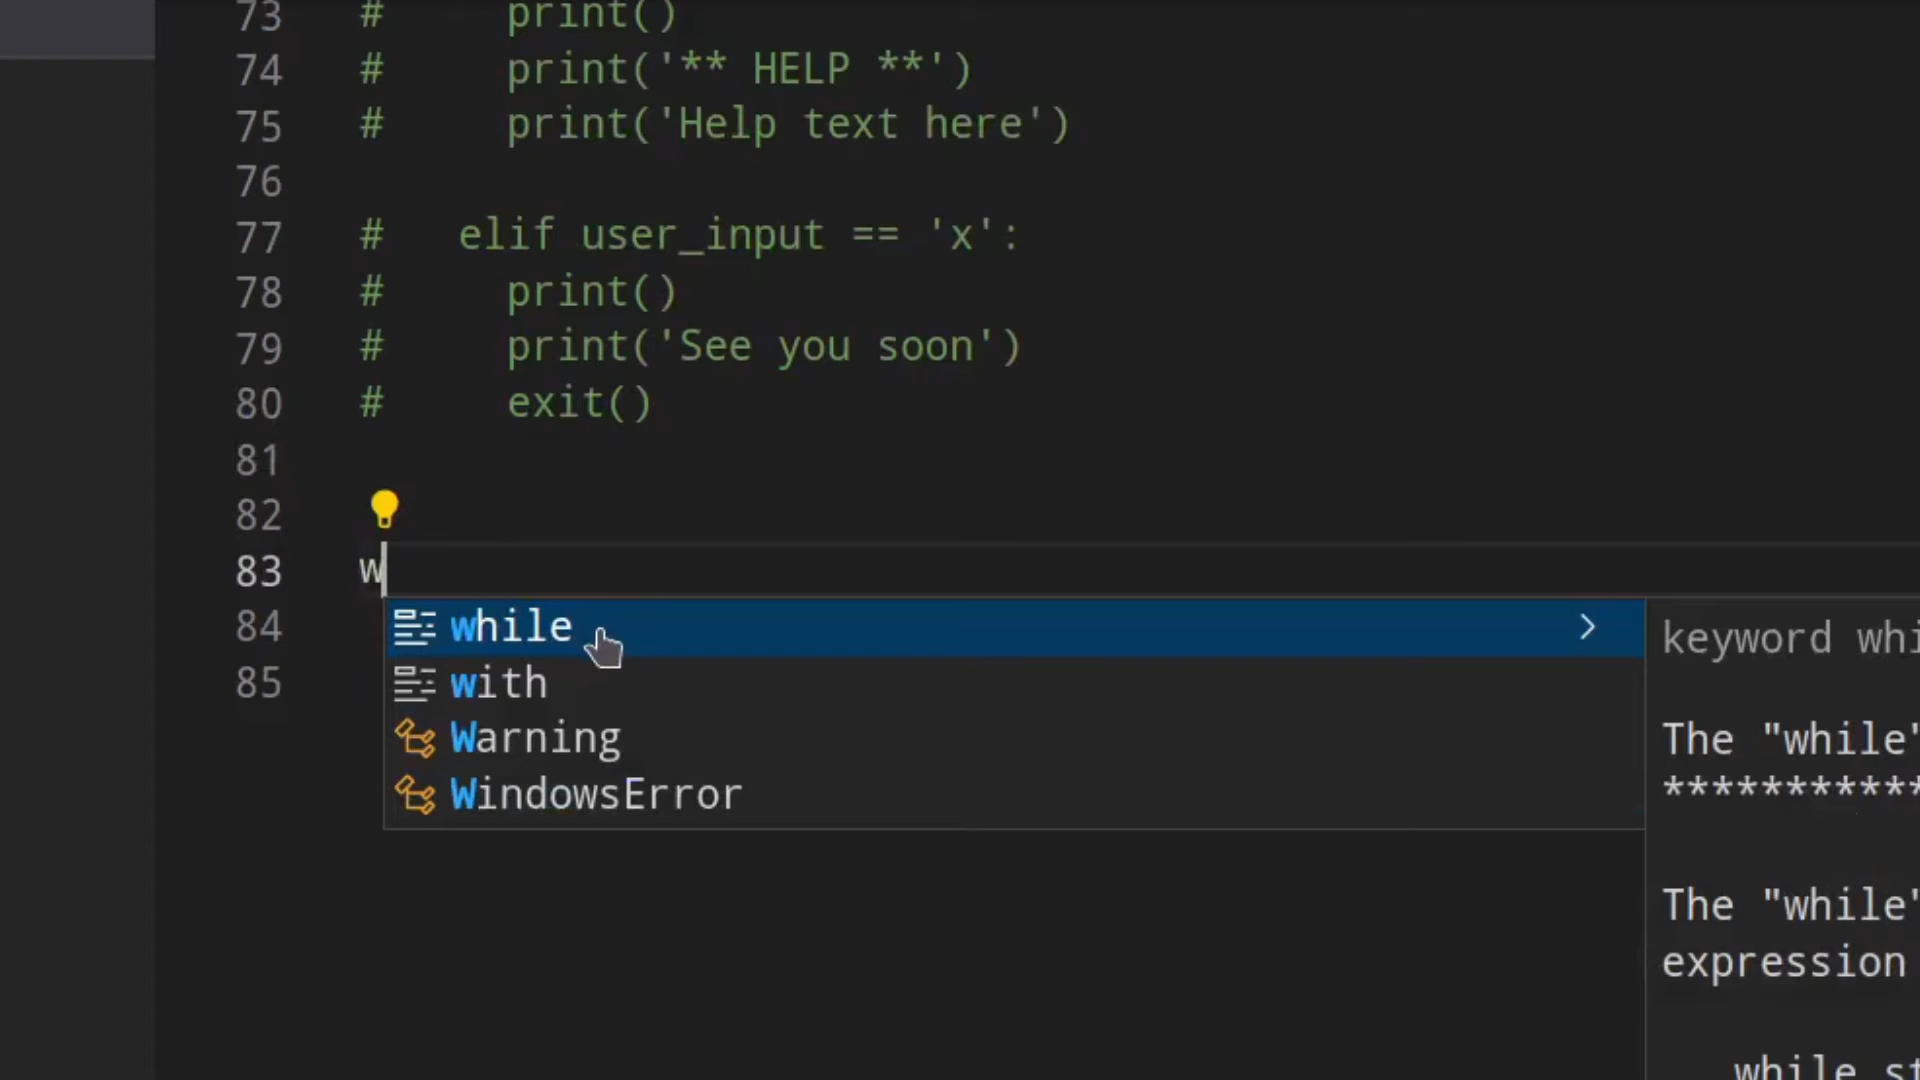 73 #     print()
74 #     print('** HELP **')
75 #     print('Help text here')
76
77 #   elif user_input == 'x':
78 #     print()
79 #     print('See you soon')
80 #     exit()
81
82
83 w
84 while
85 with
Warning
WindowsError
keyword whi
The "while"
***********
The "while"
expression
while st